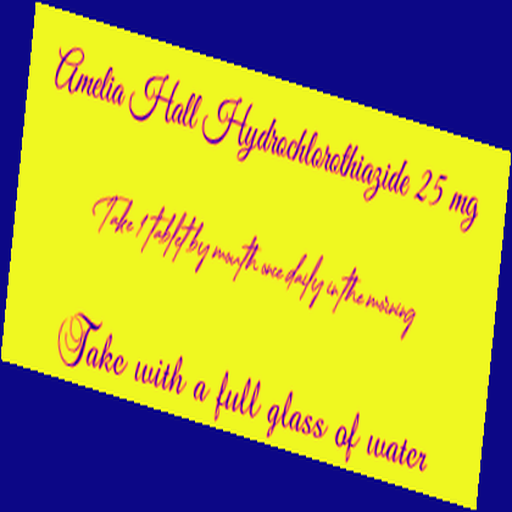 Amelia Hall Hydrochlorothiazide 25 mg
Take 1 tablet by mouth once daily in the morning
Take with a full glass of water